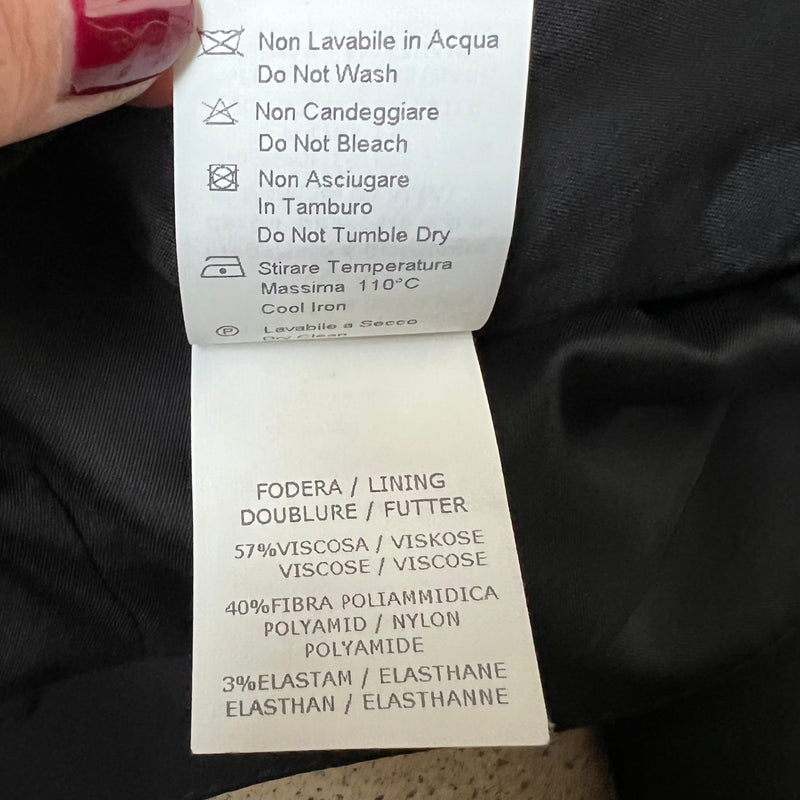 Non Lavabile in Acqua
Do Not Wash
Non Candeggiare
Do Not Bleach
Non Asciugare
In Tamburo
Do Not Tumble Dry
Stirare Temperatura
Massima 110°C
Cool Iron
P Lavabile a Secco
Dry Clean
FODERA / LINING
DOUBLURE / FUTTER
57%VISCOSA / VISKOSE
VISCOSE / VISCOSE
40%FIBRA POLIAMMIDICA
POLYAMID / NYLON
POLYAMIDE
3%ELASTAM / ELASTHANE
ELASTHAN / ELASTHANNE